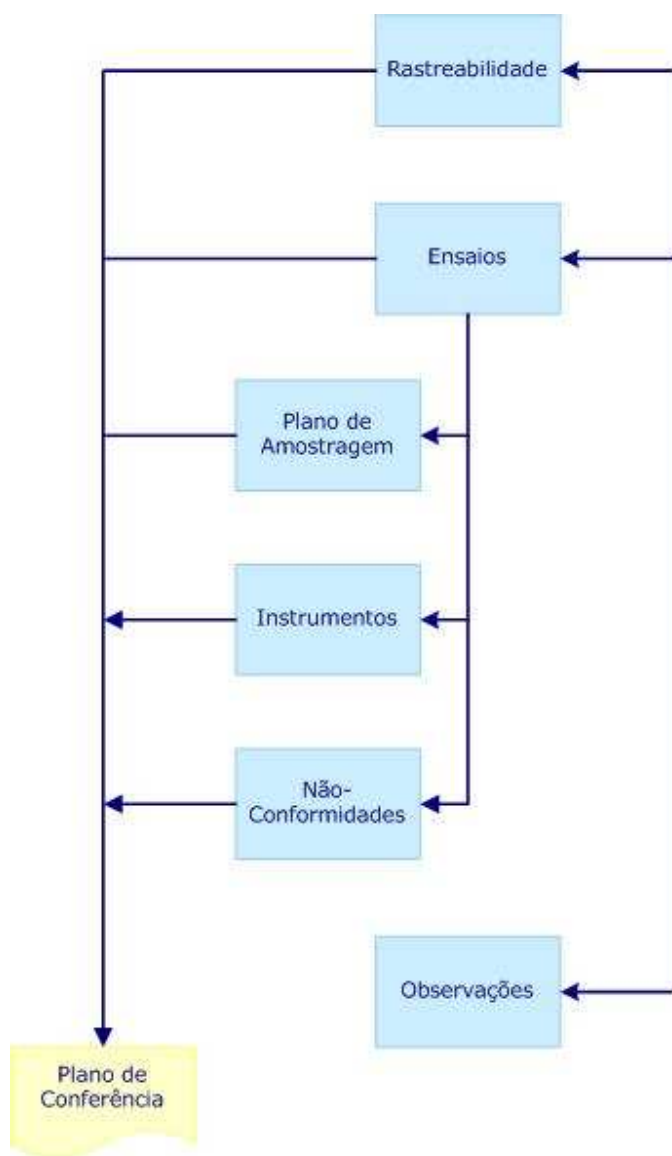 Rastreabilidade
Ensaios
Plano de
Amostragem
Instrumentos
Não-
Conformidades
Observações
Plano de
Conferência